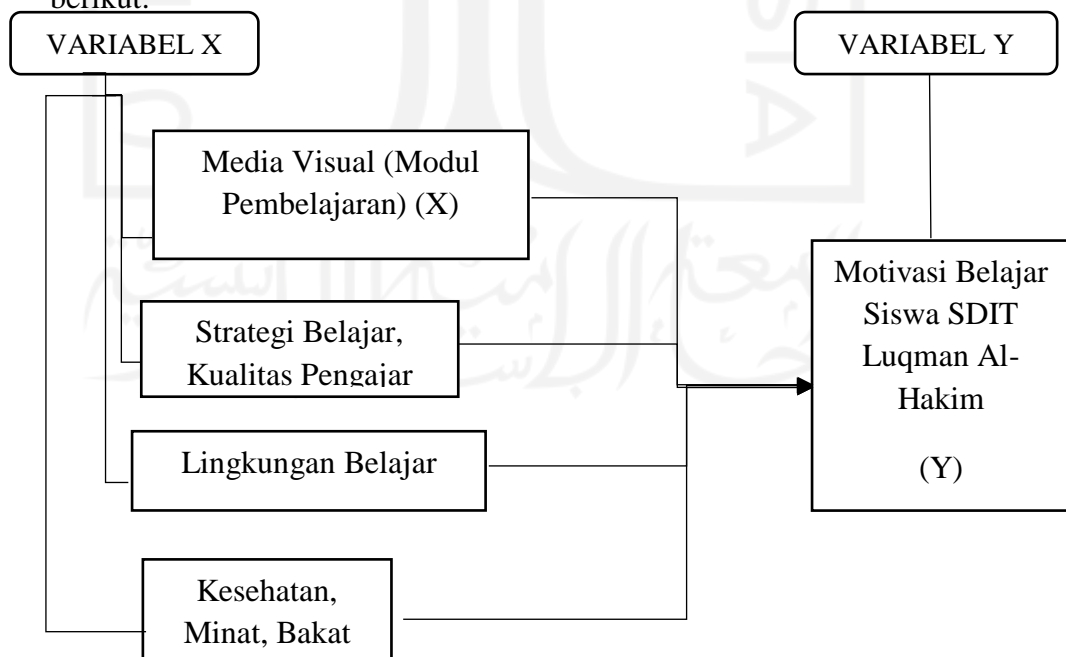 berikut:
VARIABEL X
VARIABEL Y
Media Visual (Modul
Pembelajaran) (X)
Strategi Belajar,
Kualitas Pengajar
Lingkungan Belajar
Kesehatan,
Minat, Bakat
Motivasi Belajar
Siswa SDIT
Luqman Al-
Hakim
(Y)